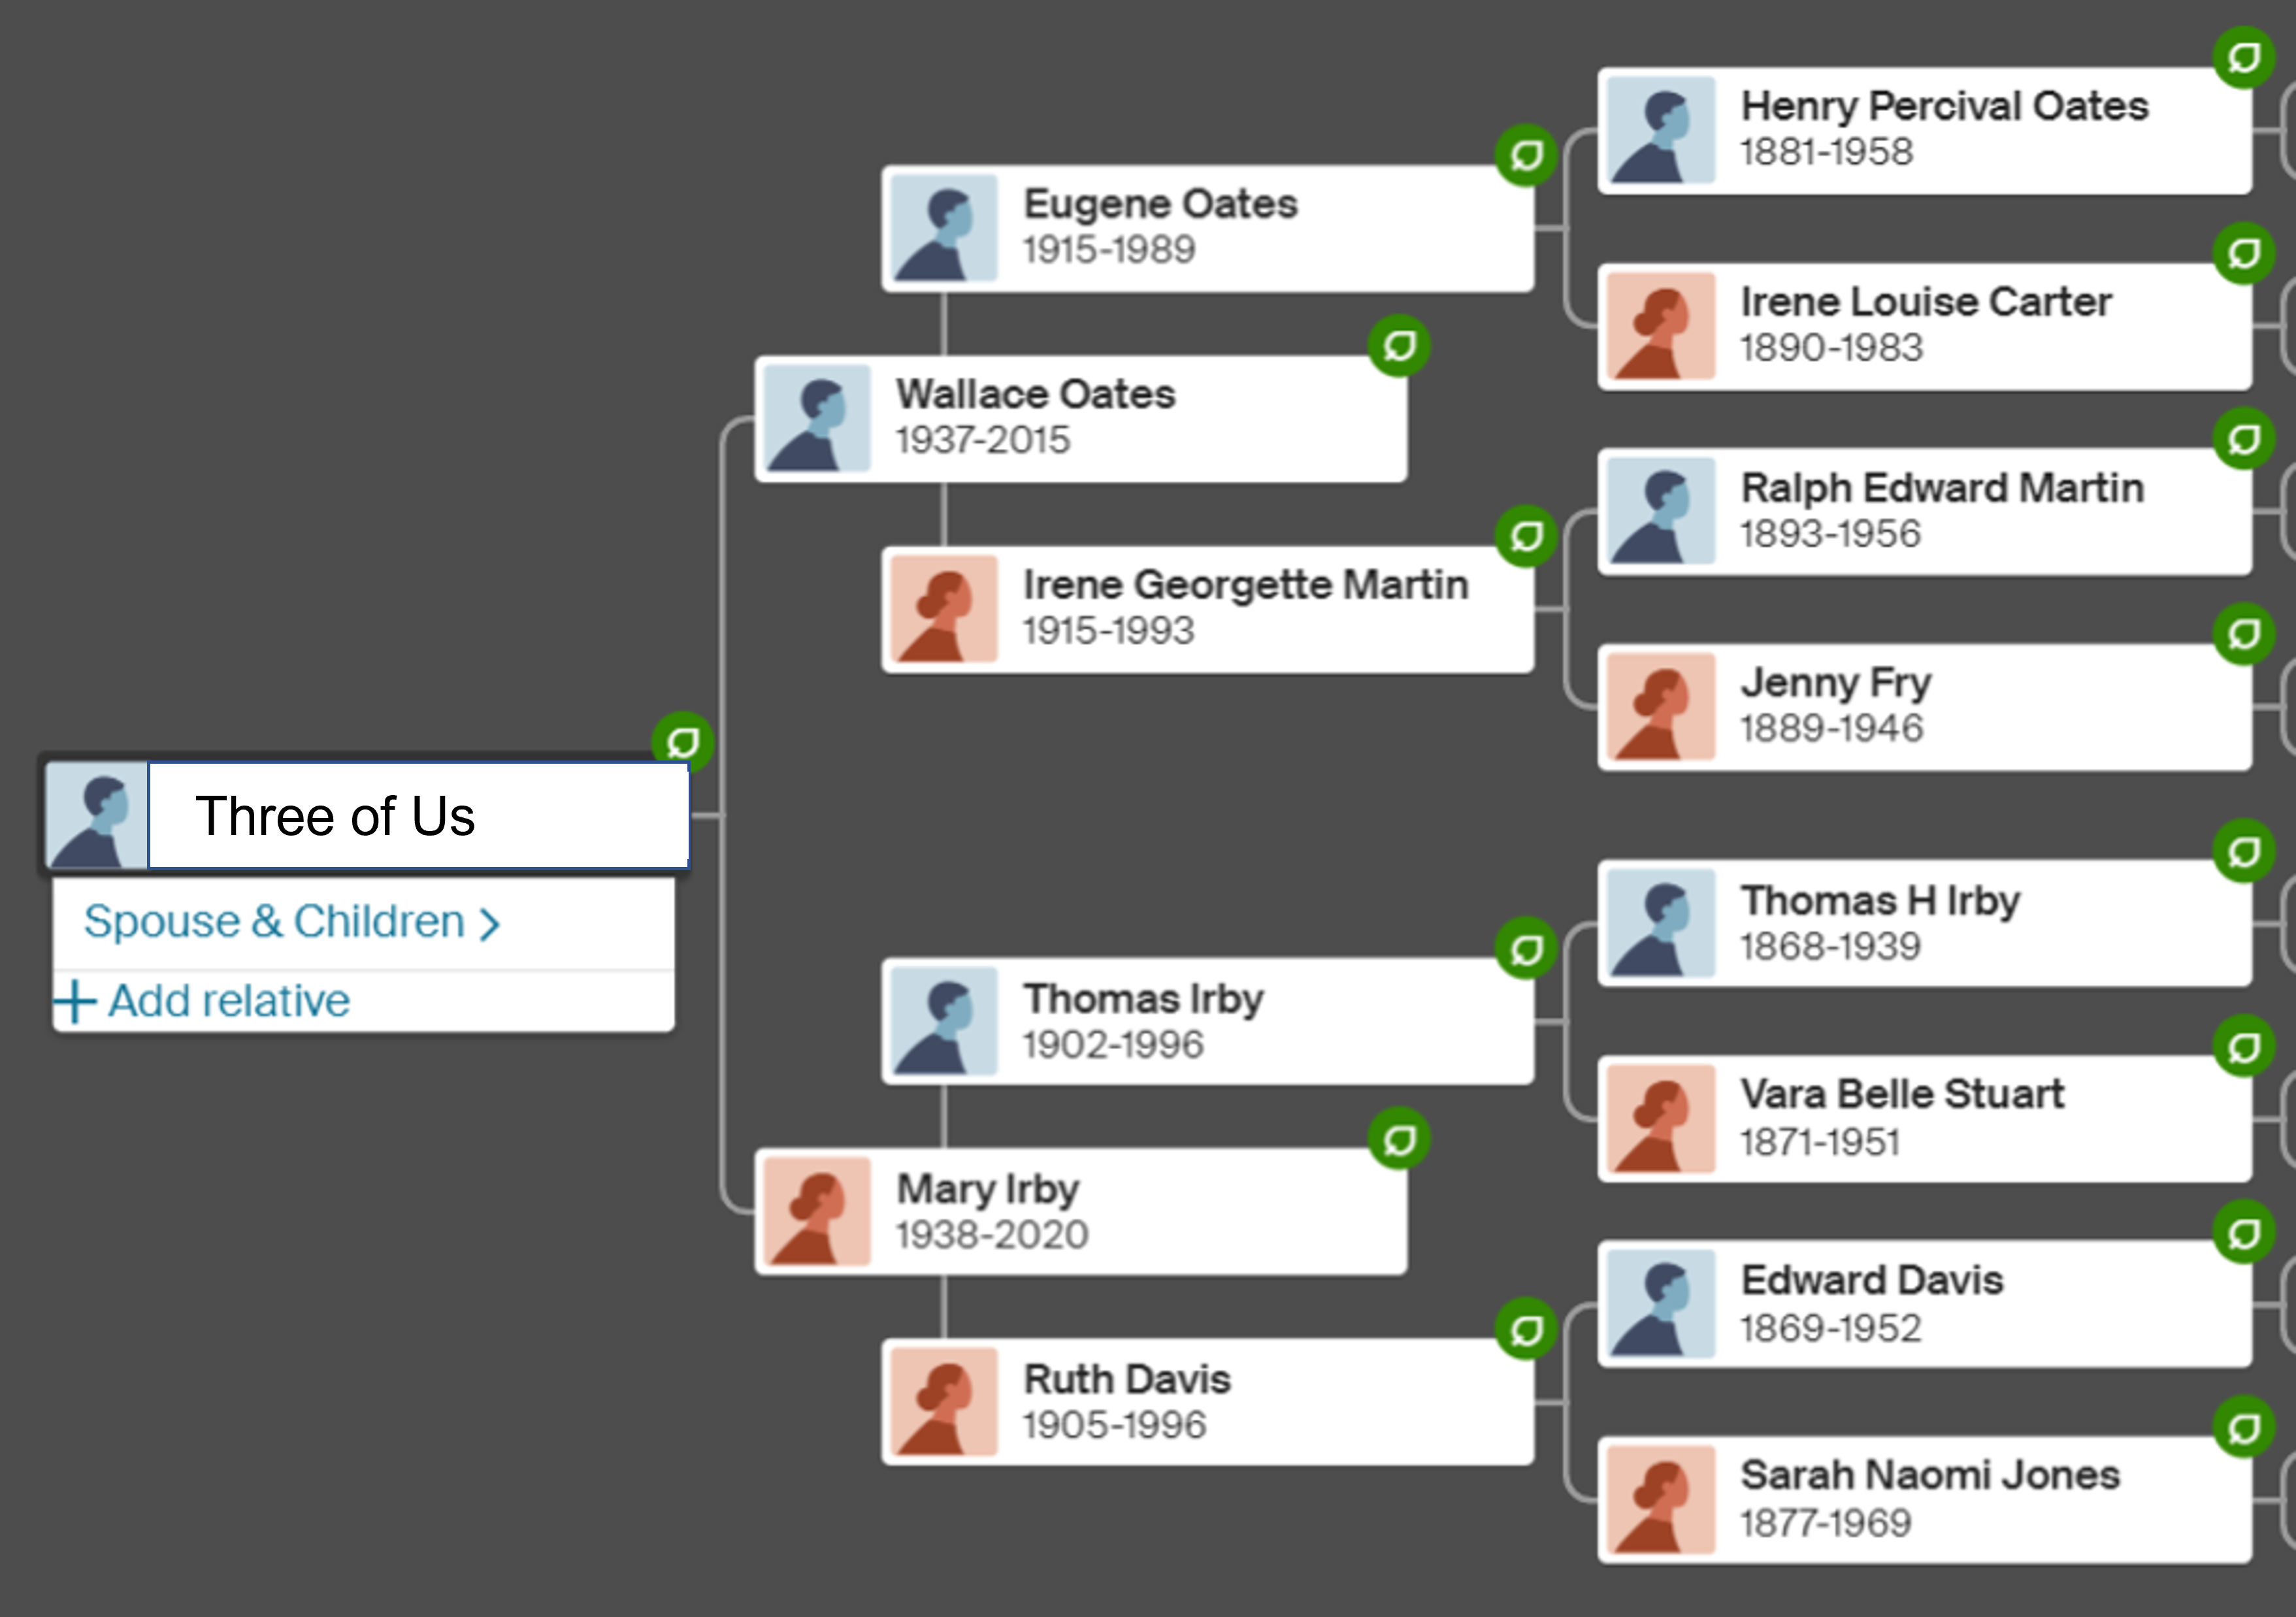 Henry Percival Oates
1881-1958
Eugene Oates
1915-1989
Irene Louise Carter
1890-1983
Wallace Oates
1937-2015
Ralph Edward Martin
1893-1956
Irene Georgette Martin
1915-1993
Jenny Fry
1889-1946
Three of Us
Spouse & Children >
+ Add relative
Thomas H Irby
1868-1939
Thomas Irby
1902-1996
Vara Belle Stuart
1871-1951
Mary Irby
1938-2020
Edward Davis
1869-1952
Ruth Davis
1905-1996
Sarah Naomi Jones
1877-1969